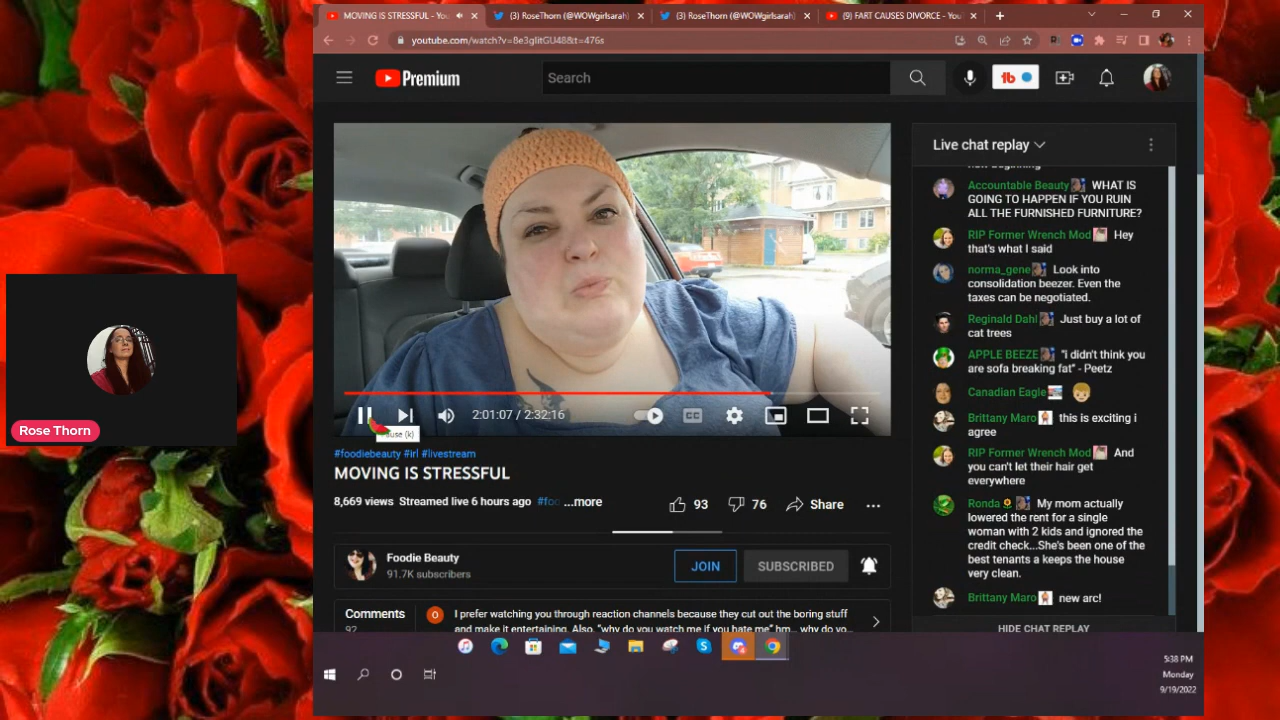 MOVING IS STRESSFUL - You
(3) RoseThorn (@WOWgirlsarah)
(3) RoseThorn (@WOWgirlsarah)
(9) FART CAUSES DIVORCE - You
youtube.com/watch?v=8e3glitGU48&t=476s
Premium
Search
Live chat replay
Accountable Beauty WHAT IS
GOING TO HAPPEN IF YOU RUIN
ALL THE FURNISHED FURNITURE?
RIP Former Wrench Mod Hey
that's what I said
norma_gene Look into
consolidation beezer. Even the
taxes can be negotiated.
Reginald Dahl Just buy a lot of
cat trees
APPLE BEEZE "i didn't think you
are sofa breaking fat" - Peetz
Canadian Eagle
Brittany Maro this is exciting i
agree
RIP Former Wrench Mod And
you can't let their hair get
everywhere
Ronda My mom actually
lowered the rent for a single
woman with 2 kids and ignored the
credit check...She's been one of the
best tenants a keeps the house
very clean.
Brittany Maro new arc!
HIDE CHAT REPLAY
2:01:07 / 2:32:16
CC
#foodiebeauty #irl #livestream
MOVING IS STRESSFUL
8,669 views Streamed live 6 hours ago #foo ...more
93
76
Share
Foodie Beauty
91.7K subscribers
JOIN
SUBSCRIBED
Comments
92
I prefer watching you through reaction channels because they cut out the boring stuff
and make it entertaining. Also, "why do you watch me if you hate me" hm... why do yo...
Rose Thorn
5:38 PM
Monday
9/19/2022